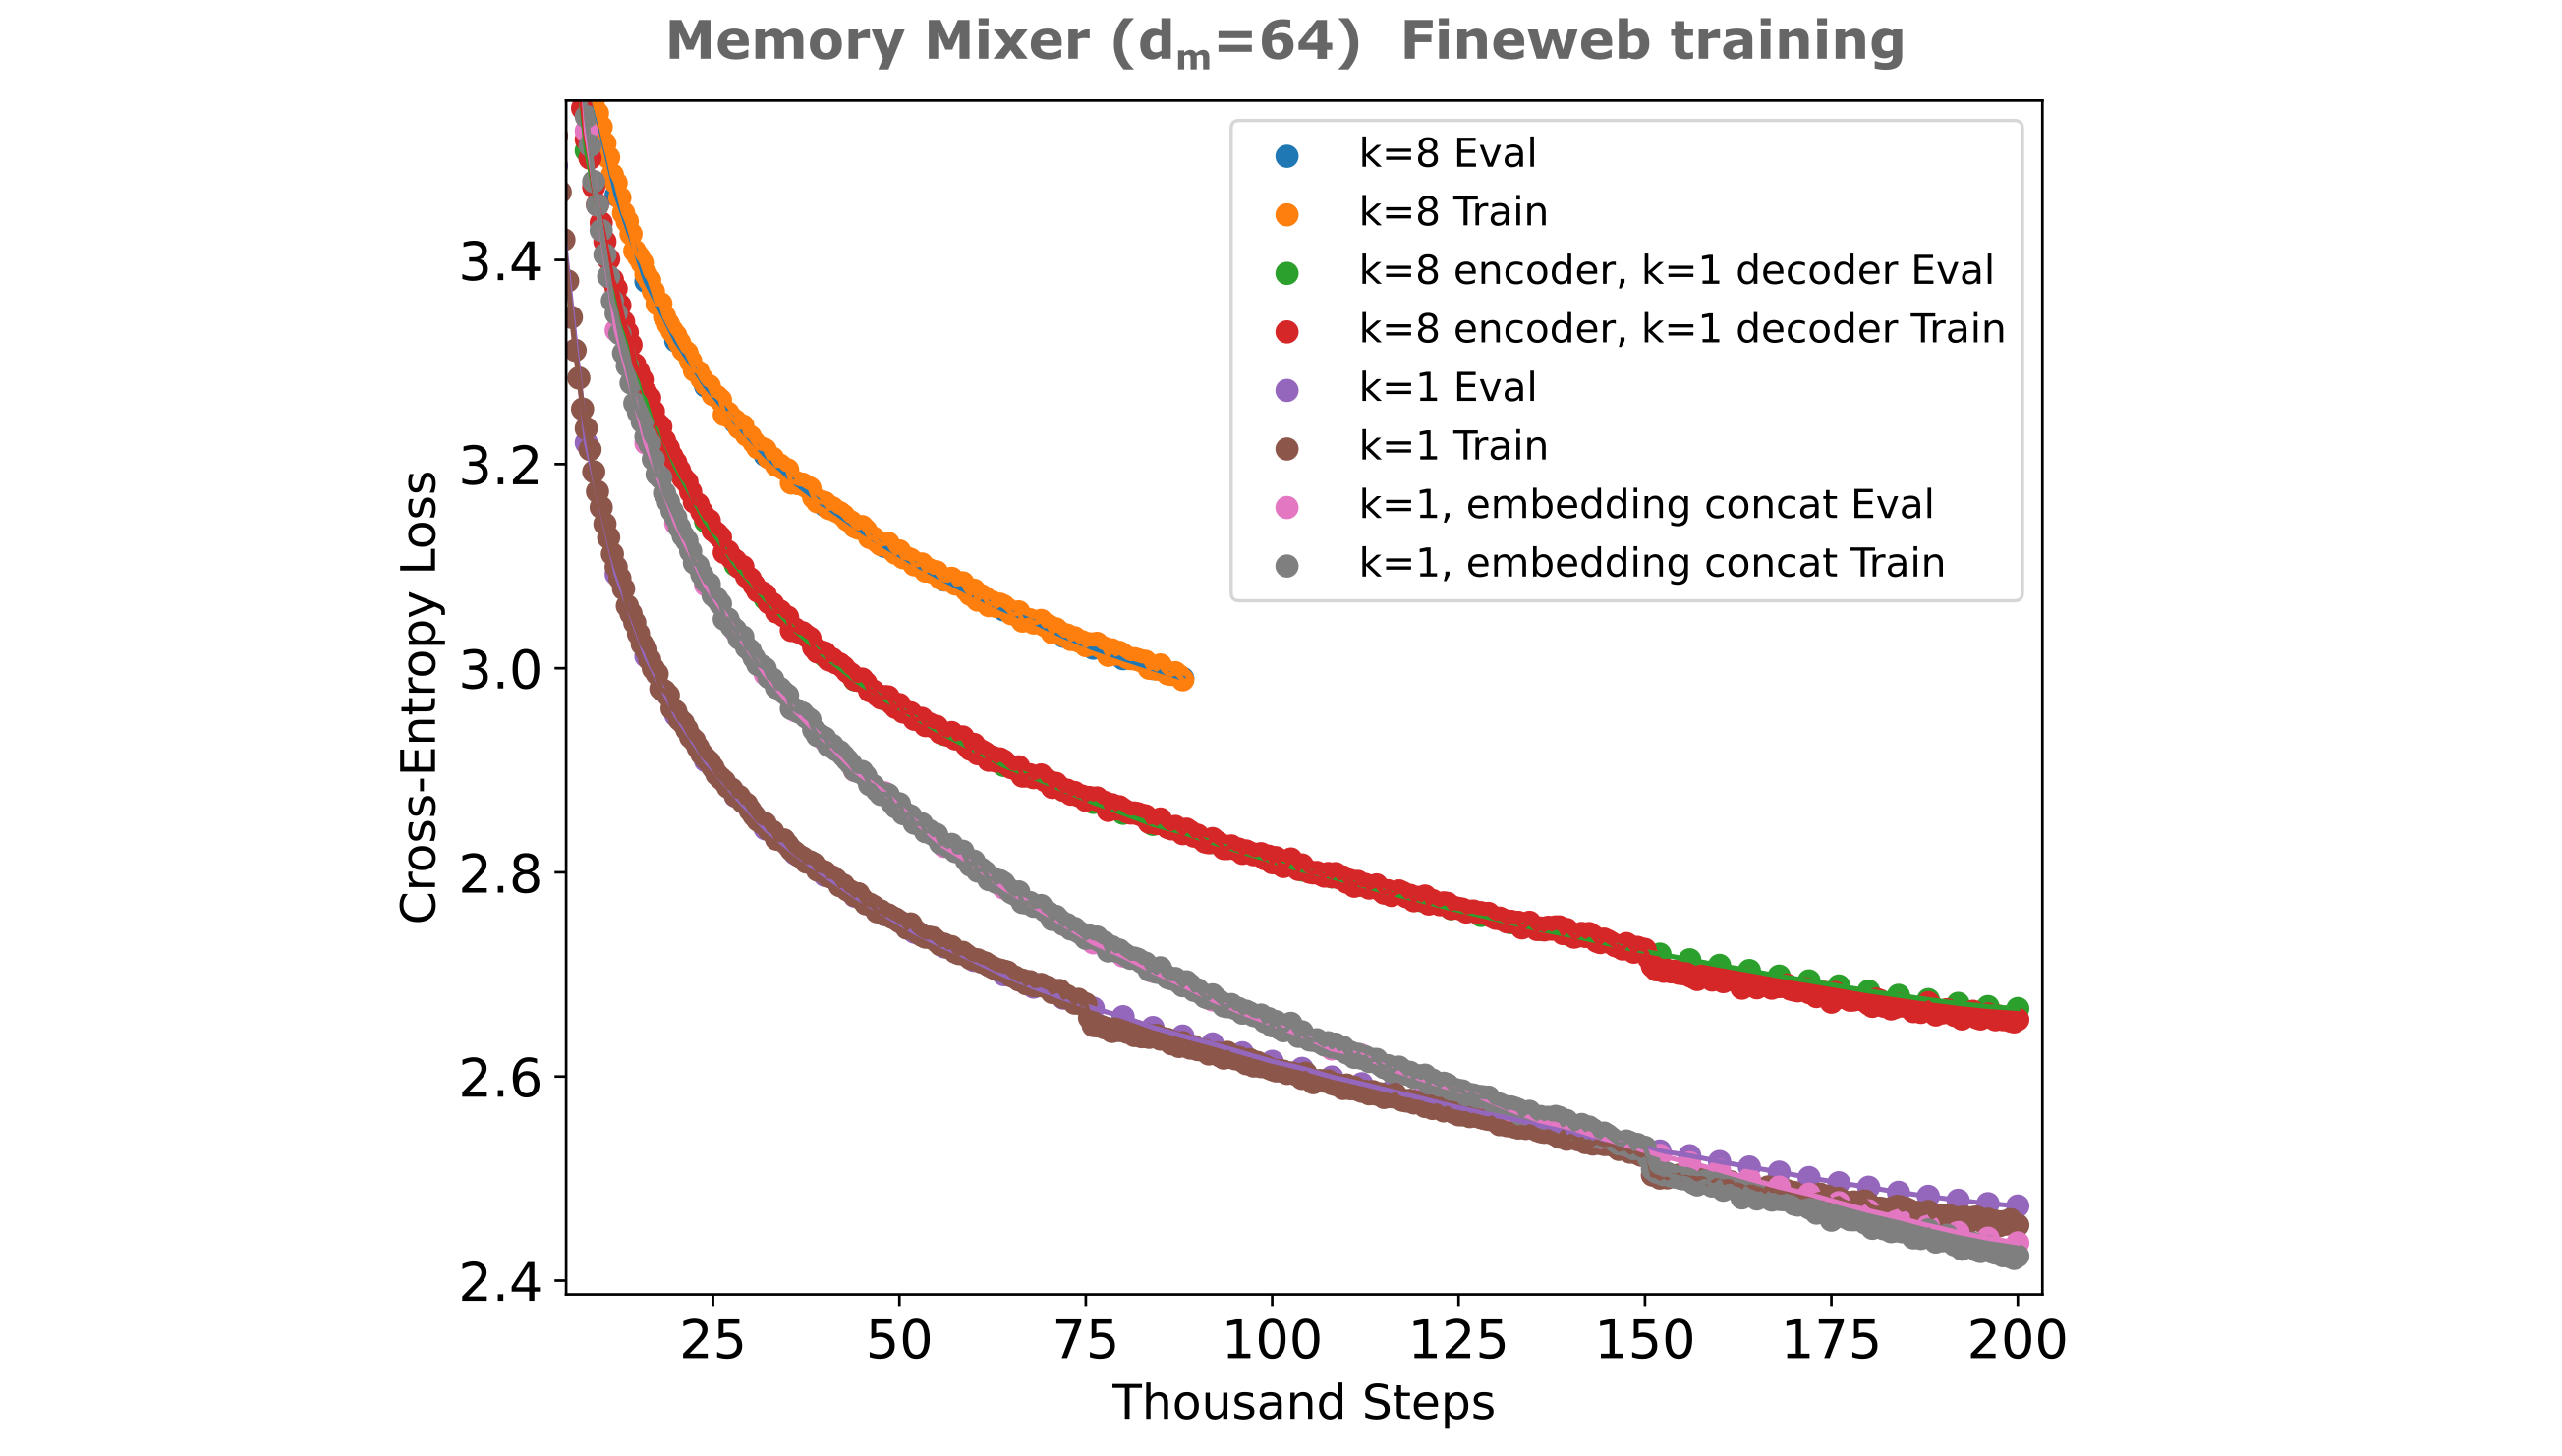 Memory Mixer (dₘ=64) Fineweb training
k=8 Eval
k=8 Train
k=8 encoder, k=1 decoder Eval
k=8 encoder, k=1 decoder Train
k=1 Eval
k=1 Train
k=1, embedding concat Eval
k=1, embedding concat Train
Cross-Entropy Loss
3.4
3.2
3.0
2.8
2.6
2.4
25 50 75 100 125 150 175 200
Thousand Steps